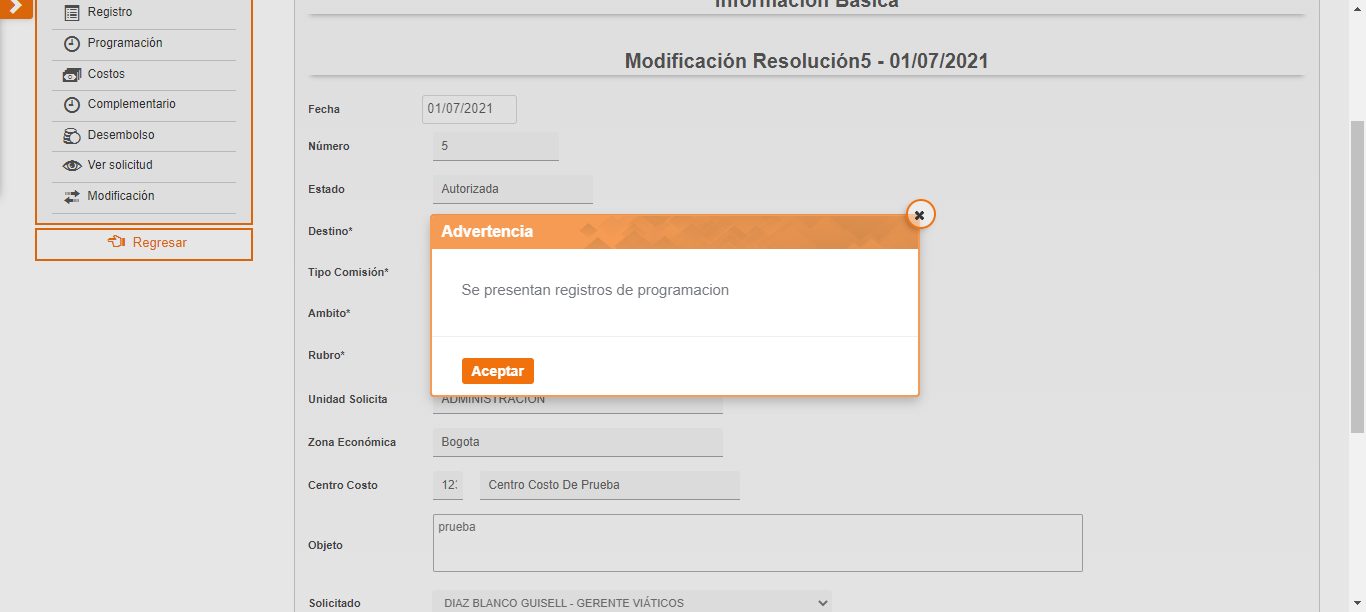 Registro
Programación
Costos
Complementario
Desembolso
Ver solicitud
Modificación
Regresar
Información Básica
Modificación Resolución5 - 01/07/2021
Fecha 01/07/2021
Número 5
Estado Autorizada
Destino*
Tipo Comisión*
Ambito*
Rubro*
Advertencia
Se presentan registros de programacion
Aceptar
Unidad Solicita ADMINISTRACION
Zona Económica Bogota
Centro Costo 123 Centro Costo De Prueba
Objeto prueba
Solicitado DIAZ BLANCO GUISELL - GERENTE VIÁTICOS